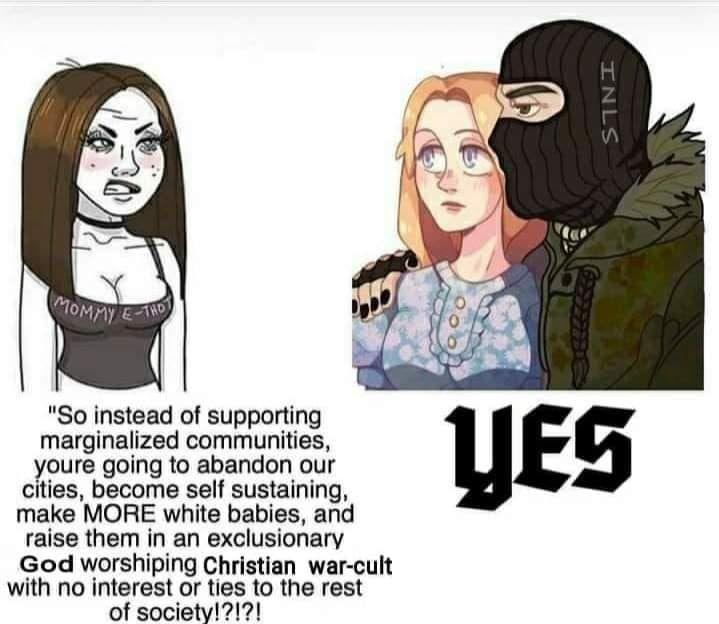 INLS
MOMMY E-THOT
"So instead of supporting
marginalized communities,
youre going to abandon our
cities, become self sustaining,
make MORE white babies, and
raise them in an exclusionary
God worshiping Christian war-cult
with no interest or ties to the rest
of society!?!?!
YES